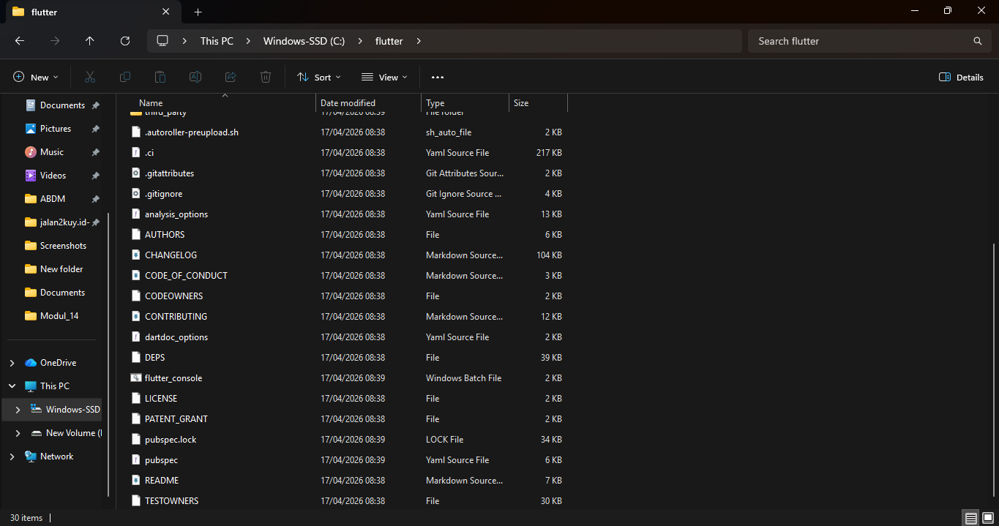 flutter
This PC > Windows-SSD (C:) > flutter >
Search flutter
New
Sort
View
Details
Name Date modified Type Size
third_party 17/04/2026 08:39 File folder
.autoroller-preupload.sh 17/04/2026 08:38 sh_auto_file 2 KB
.ci 17/04/2026 08:38 Yaml Source File 217 KB
.gitattributes 17/04/2026 08:38 Git Attributes Sour... 2 KB
.gitignore 17/04/2026 08:38 Git Ignore Source ... 4 KB
analysis_options 17/04/2026 08:38 Yaml Source File 13 KB
AUTHORS 17/04/2026 08:38 File 6 KB
CHANGELOG 17/04/2026 08:38 Markdown Source... 104 KB
CODE_OF_CONDUCT 17/04/2026 08:38 Markdown Source... 3 KB
CODEOWNERS 17/04/2026 08:38 File 2 KB
CONTRIBUTING 17/04/2026 08:38 Markdown Source... 12 KB
dartdoc_options 17/04/2026 08:38 Yaml Source File 2 KB
DEPS 17/04/2026 08:38 File 39 KB
flutter_console 17/04/2026 08:39 Windows Batch File 2 KB
LICENSE 17/04/2026 08:38 File 2 KB
PATENT_GRANT 17/04/2026 08:38 File 2 KB
pubspec.lock 17/04/2026 08:39 LOCK File 34 KB
pubspec 17/04/2026 08:39 Yaml Source File 6 KB
README 17/04/2026 08:38 Markdown Source... 7 KB
TESTOWNERS 17/04/2026 08:38 File 30 KB
Documents
Pictures
Music
Videos
ABDM
jalan2kuy.id-
Screenshots
New folder
Documents
Modul_14
OneDrive
This PC
Windows-SSD
New Volume (
Network
30 items